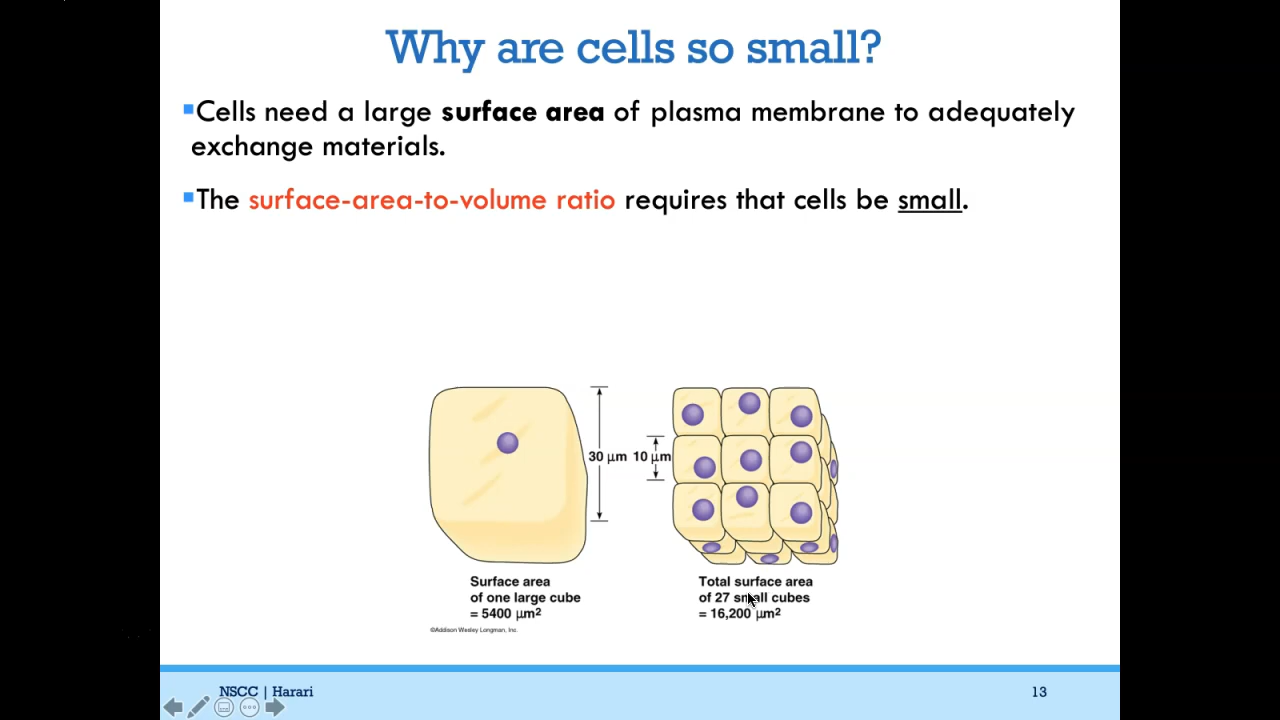 Why are cells so small?
▪Cells need a large surface area of plasma membrane to adequately
exchange materials.
▪The surface-area-to-volume ratio requires that cells be small.
30 µm
10 µm
Surface area
of one large cube
= 5400 µm²
Total surface area
of 27 small cubes
= 16,200 µm²
©Addison Wesley Longman, Inc.
NSCC | Harari
13